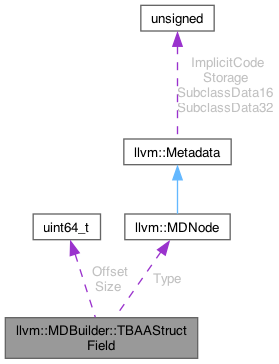 unsigned
ImplicitCode
Storage
SubclassData16
SubclassData32
llvm::Metadata
uint64_t
llvm::MDNode
Offset
Size
Type
llvm::MDBuilder::TBAAStruct
Field